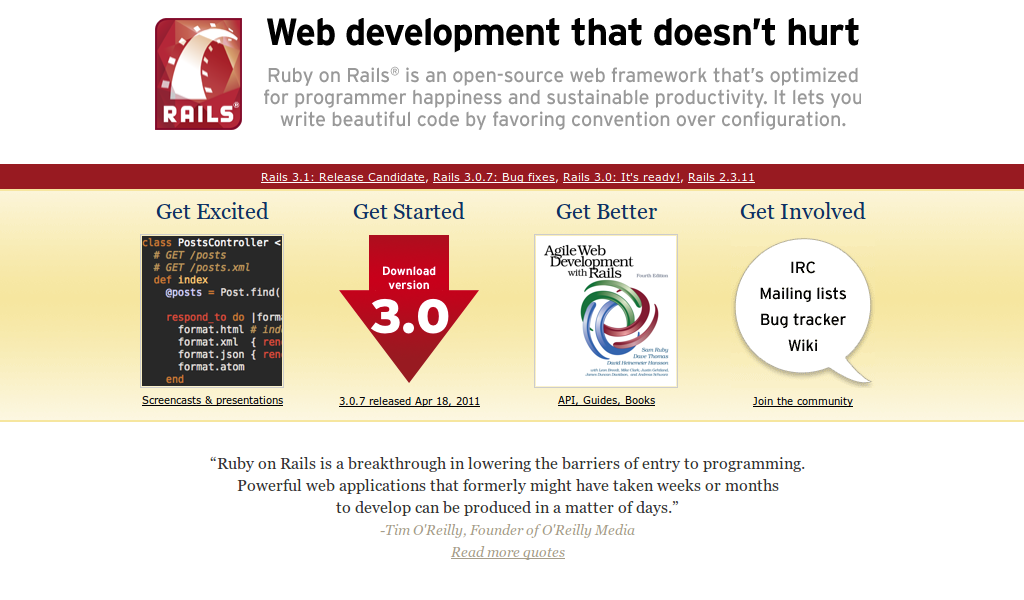 RAILS®
Web development that doesn't hurt
Ruby on Rails® is an open-source web framework that's optimized
for programmer happiness and sustainable productivity. It lets you
write beautiful code by favoring convention over configuration.
Rails 3.1: Release Candidate, Rails 3.0.7: Bug fixes, Rails 3.0: It's ready!, Rails 2.3.11
Get Excited
class PostsController <
# GET /posts
# GET /posts.xml
def index
@posts = Post.find(
respond_to do |forma
format.html # inde
format.xml { ren
format.json { ren
format.atom
end
Screencasts & presentations
Get Started
Download
version
3.0
3.0.7 released Apr 18, 2011
Get Better
Agile Web
Development
with Rails
Fourth Edition
Sam Ruby
Dave Thomas
David Heinemeier Hansson
API, Guides, Books
Get Involved
IRC
Mailing lists
Bug tracker
Wiki
Join the community
“Ruby on Rails is a breakthrough in lowering the barriers of entry to programming.
Powerful web applications that formerly might have taken weeks or months
to develop can be produced in a matter of days.”
-Tim O'Reilly, Founder of O'Reilly Media
Read more quotes